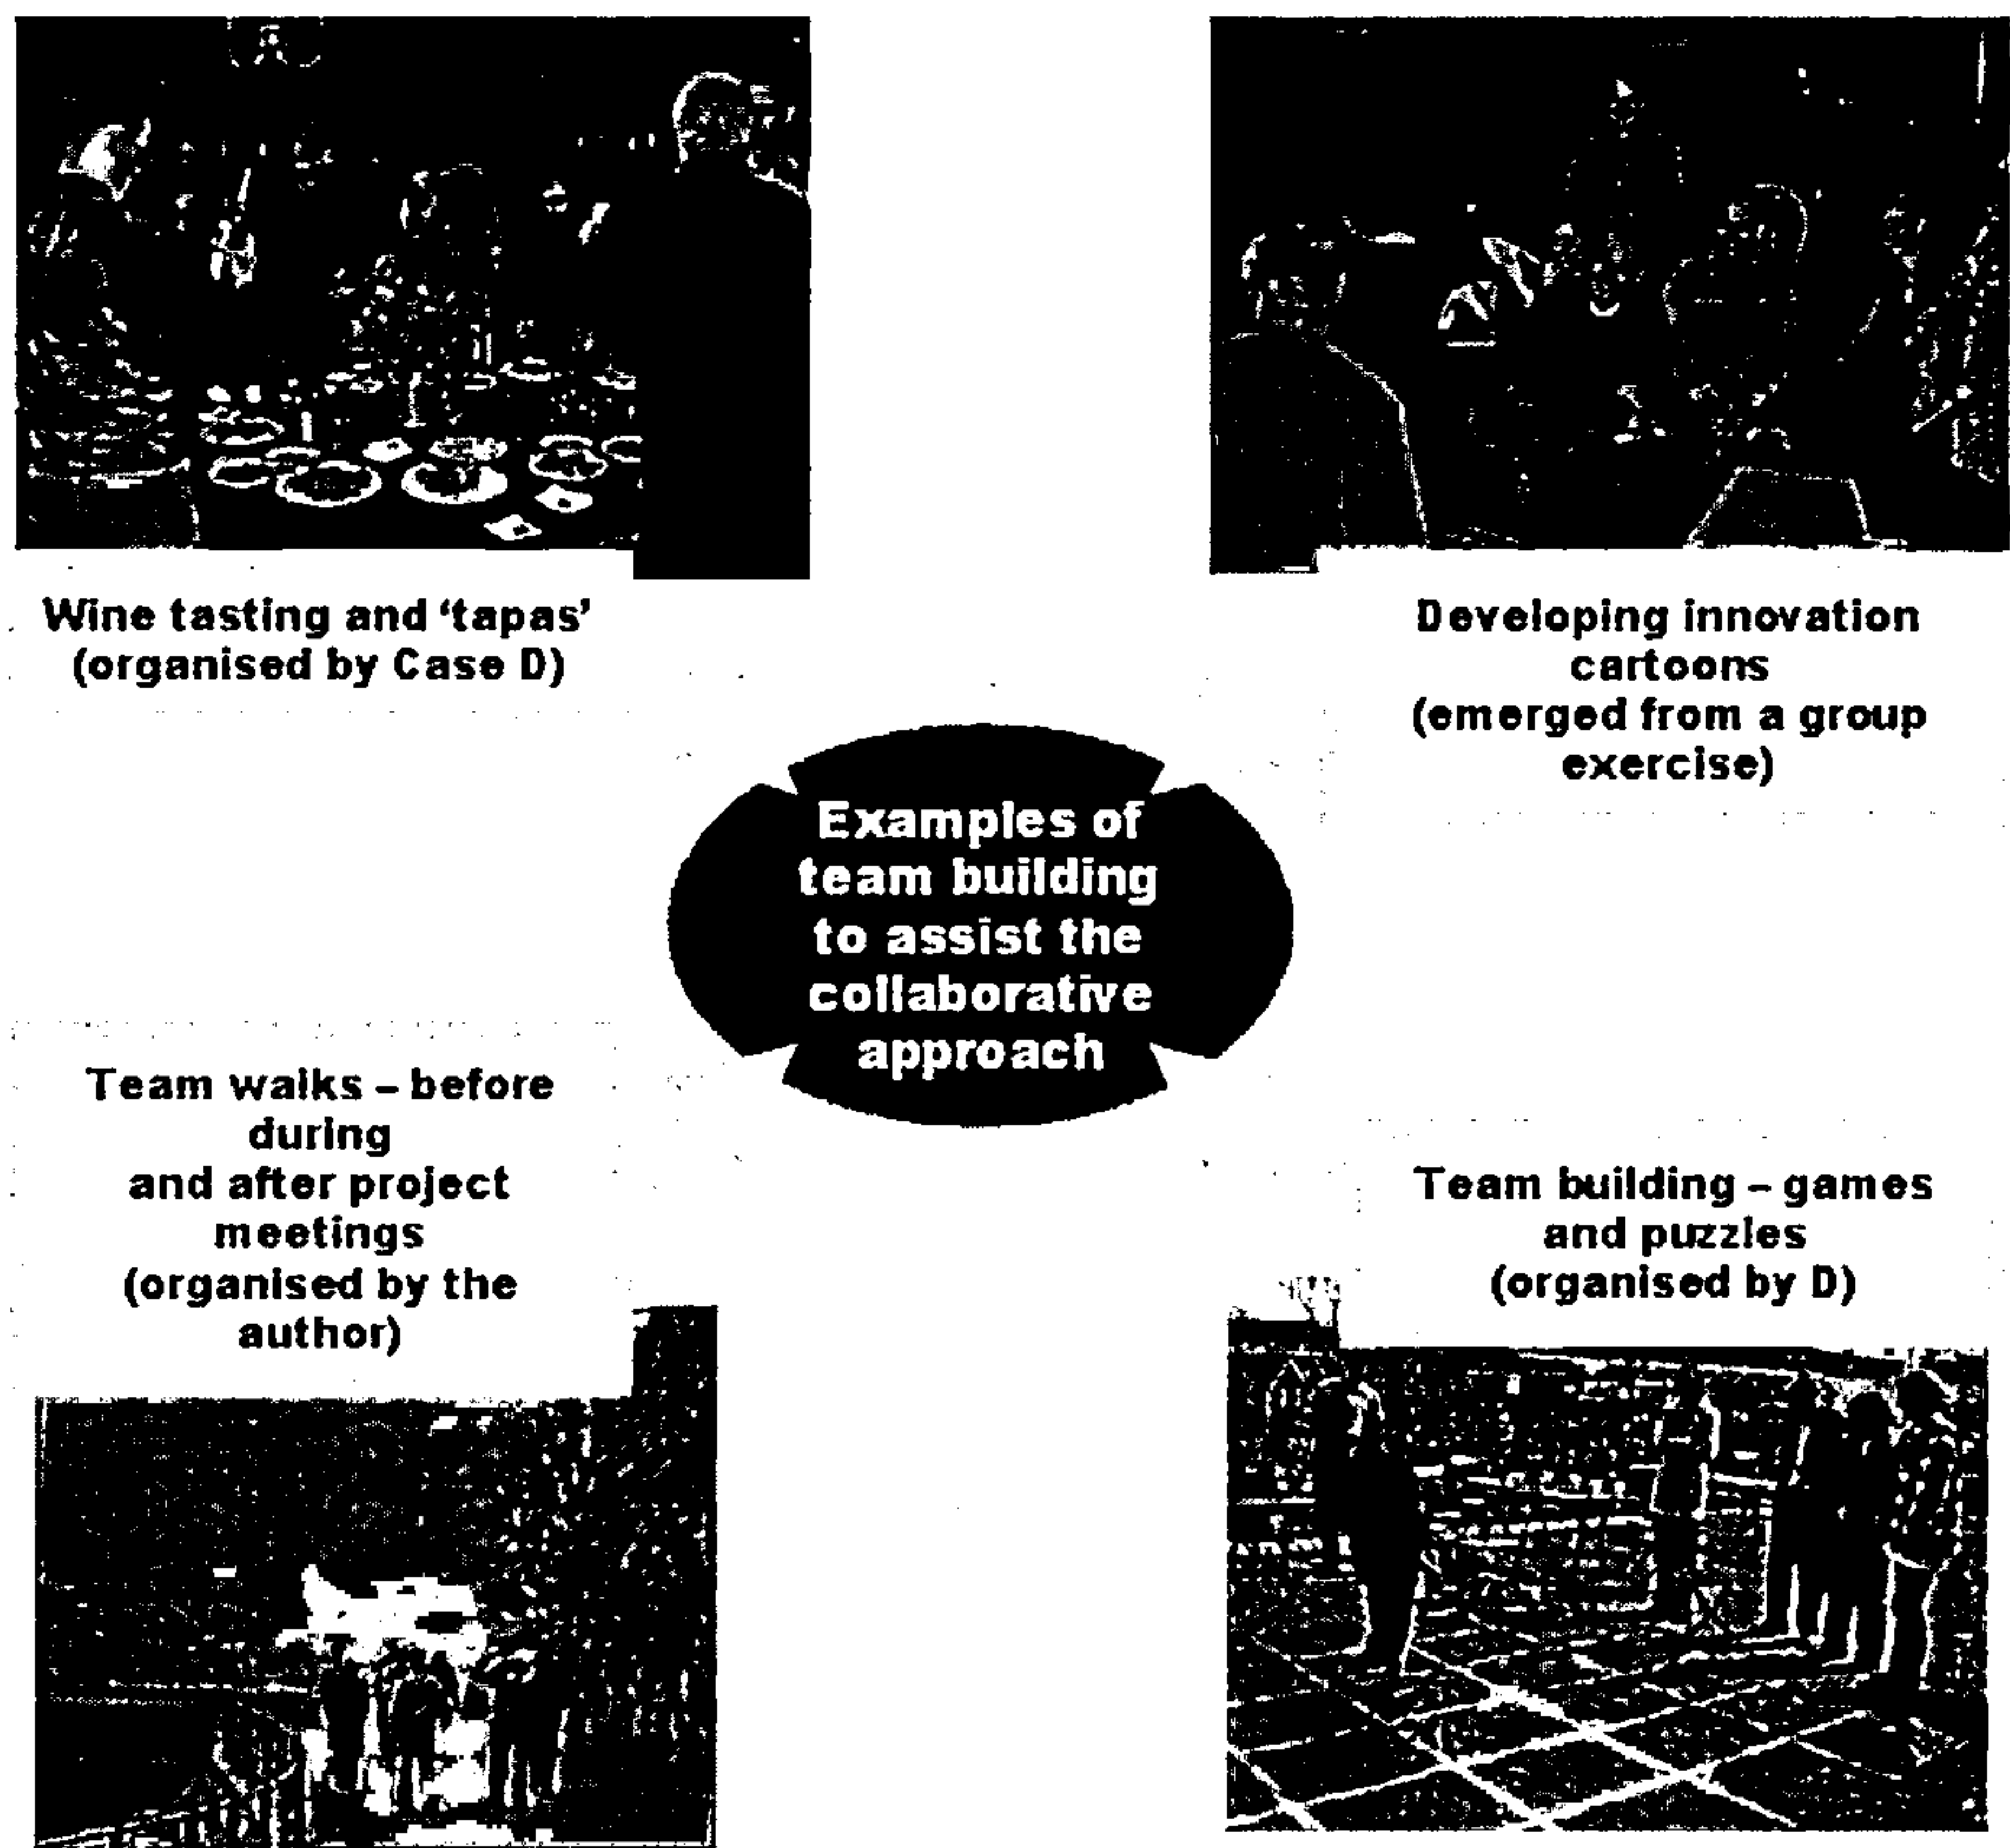 Wine tasting and ‘tapas’
(organised by Case D)
Developing innovation
cartoons
(emerged from a group
exercise)
Examples of
team building
to assist the
collaborative
approach
Team walks – before
during
and after project
meetings
(organised by the
author)
Team building – games
and puzzles
(organised by D)